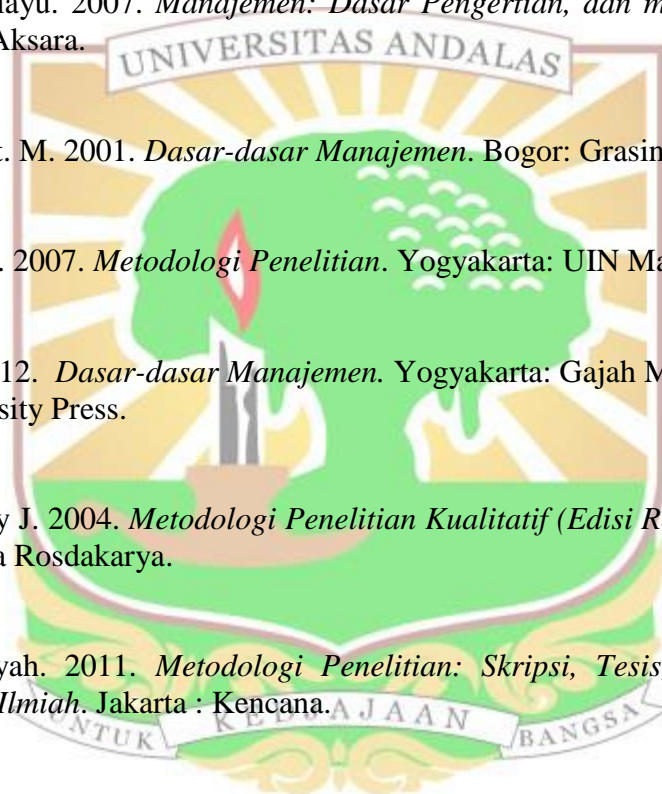 ayu. 2007. Manajemen: Dasar Pengertian, dan m
Aksara.
UNIVERSITAS ANDALAS
. M. 2001. Dasar-dasar Manajemen. Bogor: Grasin
. 2007. Metodologi Penelitian. Yogyakarta: UIN Ma
12. Dasar-dasar Manajemen. Yogyakarta: Gajah M
sity Press.
y J. 2004. Metodologi Penelitian Kualitatif (Edisi R
a Rosdakarya.
yah. 2011. Metodologi Penelitian: Skripsi, Tesis,
Ilmiah. Jakarta : Kencana.
UNTUK KEDJAJAAN BANGSA